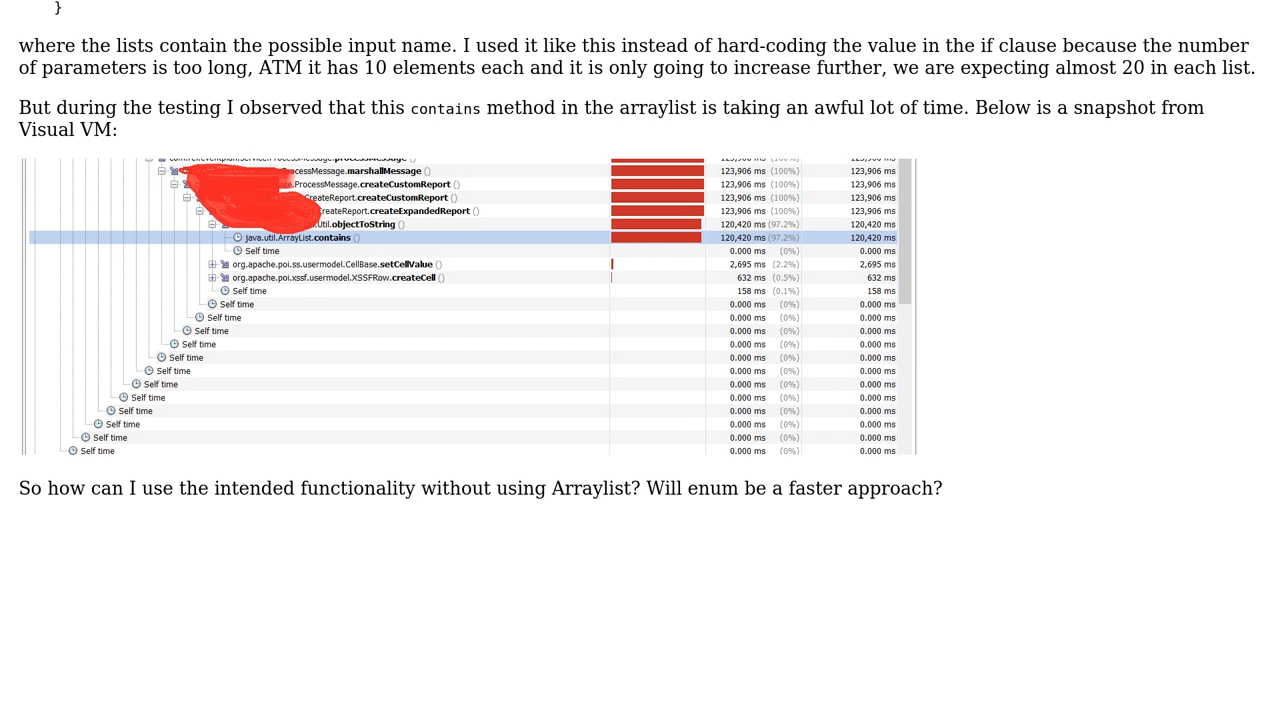 }
where the lists contain the possible input name. I used it like this instead of hard-coding the value in the if clause because the number
of parameters is too long, ATM it has 10 elements each and it is only going to increase further, we are expecting almost 20 in each list.
But during the testing I observed that this contains method in the arraylist is taking an awful lot of time. Below is a snapshot from
Visual VM:
123,906 ms (100%) 123,906 ms
ProcessMessage.marshallMessage () 123,906 ms (100%) 123,906 ms
.ProcessMessage.createCustomReport () 123,906 ms (100%) 123,906 ms
CreateReport.createCustomReport () 123,906 ms (100%) 123,906 ms
CreateReport.createExpandedReport () 123,906 ms (100%) 123,906 ms
Util.objectToString () 120,420 ms (97.2%) 120,420 ms
java.util.ArrayList.contains () 120,420 ms (97.2%) 120,420 ms
Self time 0.000 ms (0%) 0.000 ms
org.apache.poi.ss.usermodel.CellBase.setCellValue () 2,695 ms (2.2%) 2,695 ms
org.apache.poi.xssf.usermodel.XSSFRow.createCell () 632 ms (0.5%) 632 ms
Self time 158 ms (0.1%) 158 ms
Self time 0.000 ms (0%) 0.000 ms
Self time 0.000 ms (0%) 0.000 ms
Self time 0.000 ms (0%) 0.000 ms
Self time 0.000 ms (0%) 0.000 ms
Self time 0.000 ms (0%) 0.000 ms
Self time 0.000 ms (0%) 0.000 ms
Self time 0.000 ms (0%) 0.000 ms
Self time 0.000 ms (0%) 0.000 ms
Self time 0.000 ms (0%) 0.000 ms
Self time 0.000 ms (0%) 0.000 ms
Self time 0.000 ms (0%) 0.000 ms
Self time 0.000 ms (0%) 0.000 ms
So how can I use the intended functionality without using Arraylist? Will enum be a faster approach?